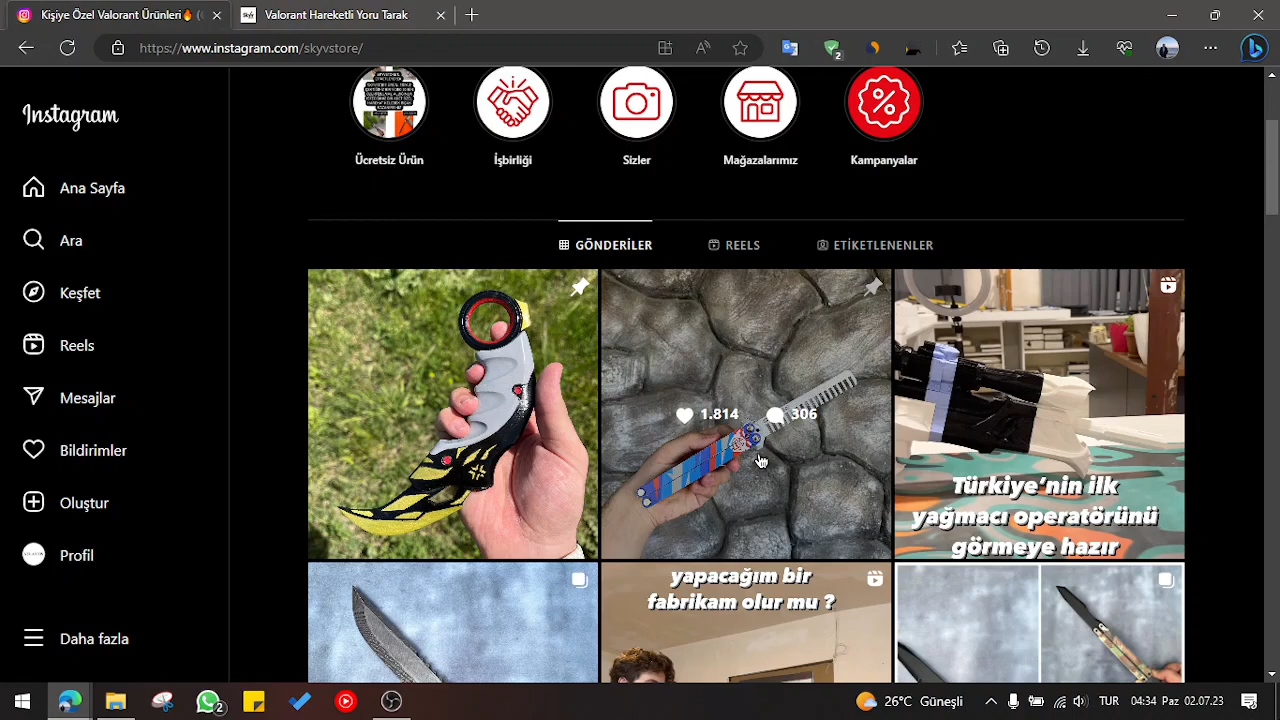 Kişiye Özel Valorant Ürünleri🔥 (
Skyv
Valorant Hareketli Yoru Tarak
https://www.instagram.com/skyvstore/
2
Instagram
Ana Sayfa
Ara
Keşfet
Reels
Mesajlar
Bildirimler
Oluştur
Profil
Daha fazla
Ücretsiz Ürün
İşbirliği
Sizler
Mağazalarımız
Kampanyalar
GÖNDERİLER
REELS
ETİKETLENENLER
1.814
306
Türkiye'nin ilk
yağmacı operatörünü
görmeye hazır
yapacağım bir
fabrikam olur mu ?
2
26°C Güneşli
TUR
04:34 Paz 02.07.23